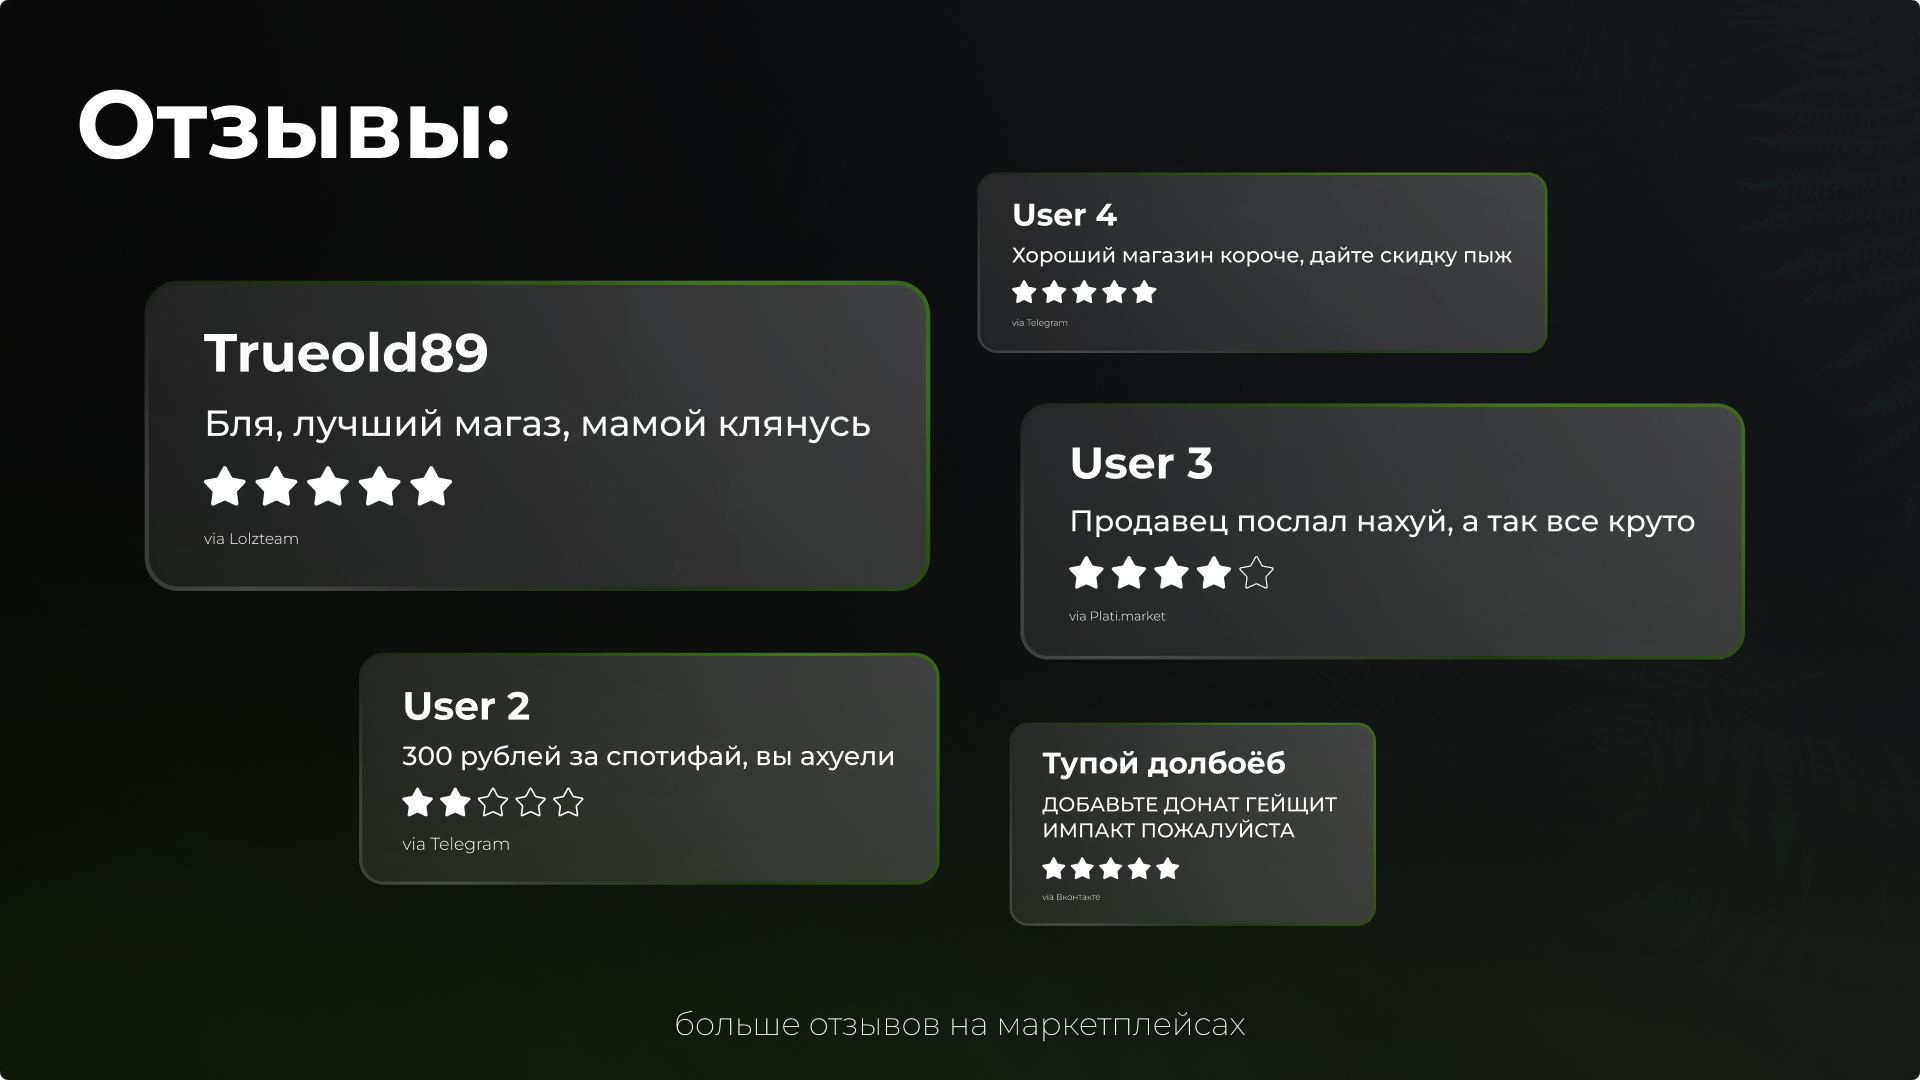 Отзывы:
Trueold89
Бля, лучший магаз, мамой клянусь
via Lolzteam
User 2
300 рублей за спотифай, вы ахуели
via Telegram
User 4
Хороший магазин короче, дайте скидку пыж
via Telegram
User 3
Продавец послал нахуй, а так все круто
via Plati.market
Тупой долбоёб
ДОБАВЬТЕ ДОНАТ ГЕЙЩИТ
ИМПАКТ ПОЖАЛУЙСТА
via Вконтакте
больше отзывов на маркетплейсах